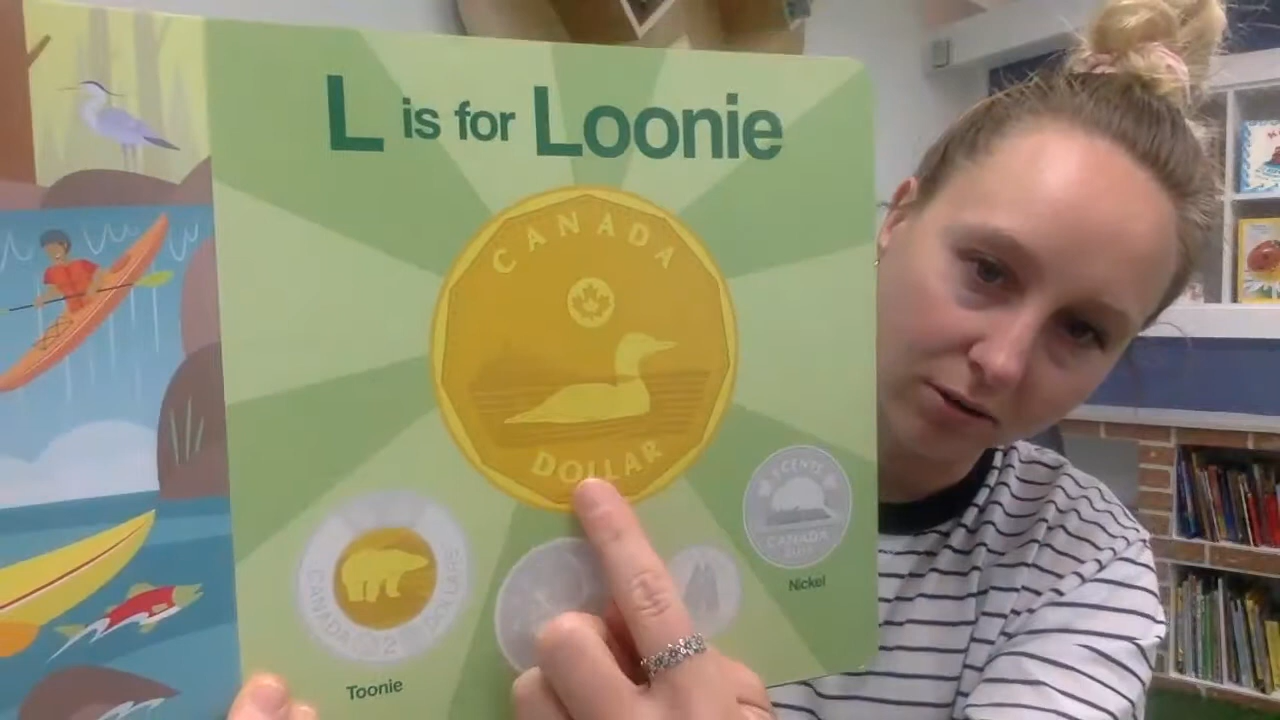 L is for Loonie
CANADA
DOLLAR
5 CENTS
CANADA
Nickel
CANADA 2 DOLLARS
Toonie